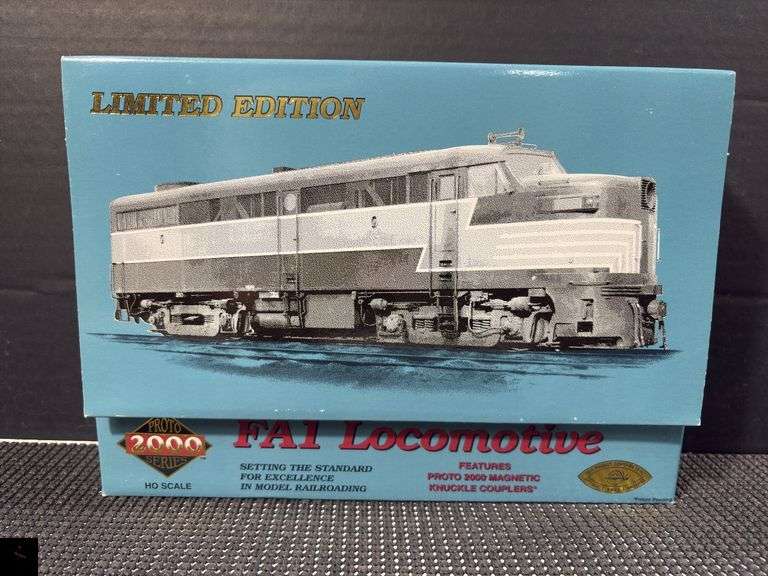 LIMITED EDITION
PROTO
2000
SERIES
HO SCALE
FA1 Locomotive
SETTING THE STANDARD
FOR EXCELLENCE
IN MODEL RAILROADING
FEATURES
PROTO 2000 MAGNETIC
KNUCKLE COUPLERS*